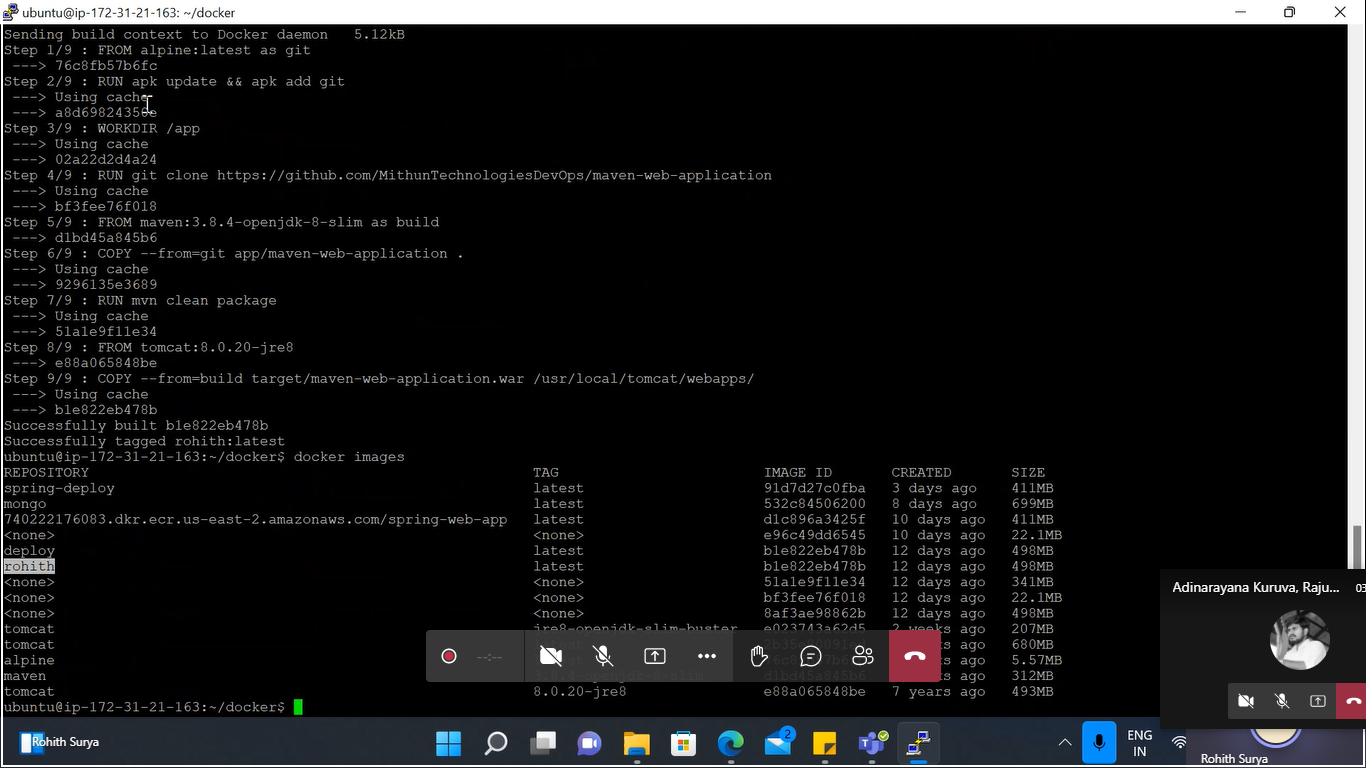 ubuntu@ip-172-31-21-163: ~/docker
Sending build context to Docker daemon   5.12kB
Step 1/9 : FROM alpine:latest as git
 ---> 76c8fb57b6fc
Step 2/9 : RUN apk update && apk add git
 ---> Using cache
 ---> a8d69824350e
Step 3/9 : WORKDIR /app
 ---> Using cache
 ---> 02a22d2d4a24
Step 4/9 : RUN git clone https://github.com/MithunTechnologiesDevOps/maven-web-application
 ---> Using cache
 ---> bf3fee76f018
Step 5/9 : FROM maven:3.8.4-openjdk-8-slim as build
 ---> d1bd45a845b6
Step 6/9 : COPY --from=git app/maven-web-application .
 ---> Using cache
 ---> 9296135e3689
Step 7/9 : RUN mvn clean package
 ---> Using cache
 ---> 51a1e9f11e34
Step 8/9 : FROM tomcat:8.0.20-jre8
 ---> e88a065848be
Step 9/9 : COPY --from=build target/maven-web-application.war /usr/local/tomcat/webapps/
 ---> Using cache
 ---> b1e822eb478b
Successfully built b1e822eb478b
Successfully tagged rohith:latest
ubuntu@ip-172-31-21-163:~/docker$ docker images
REPOSITORY TAG IMAGE ID CREATED SIZE
spring-deploy latest 91d7d27c0fba 3 days ago 411MB
mongo latest 532c84506200 8 days ago 699MB
740222176083.dkr.ecr.us-east-2.amazonaws.com/spring-web-app latest d1c896a3425f 10 days ago 411MB
<none> <none> e96c49dd6545 10 days ago 22.1MB
deploy latest b1e822eb478b 12 days ago 498MB
rohith latest b1e822eb478b 12 days ago 498MB
<none> <none> 51a1e9f11e34 12 days ago 341MB
<none> <none> bf3fee76f018 12 days ago 22.1MB
<none> <none> 8af3ae98862b 12 days ago 498MB
tomcat jre8-openjdk-slim-buster e023743a62d5 2 weeks ago 207MB
tomcat ago 680MB
alpine ago 5.57MB
maven 3.8.4-openjdk-8-slim d1bd45a845b6 ago 312MB
tomcat 8.0.20-jre8 e88a065848be 7 years ago 493MB
ubuntu@ip-172-31-21-163:~/docker$
--:--
Adinarayana Kuruva, Raju... 03
Rohith Surya
2
ENG
IN
Rohith Surya